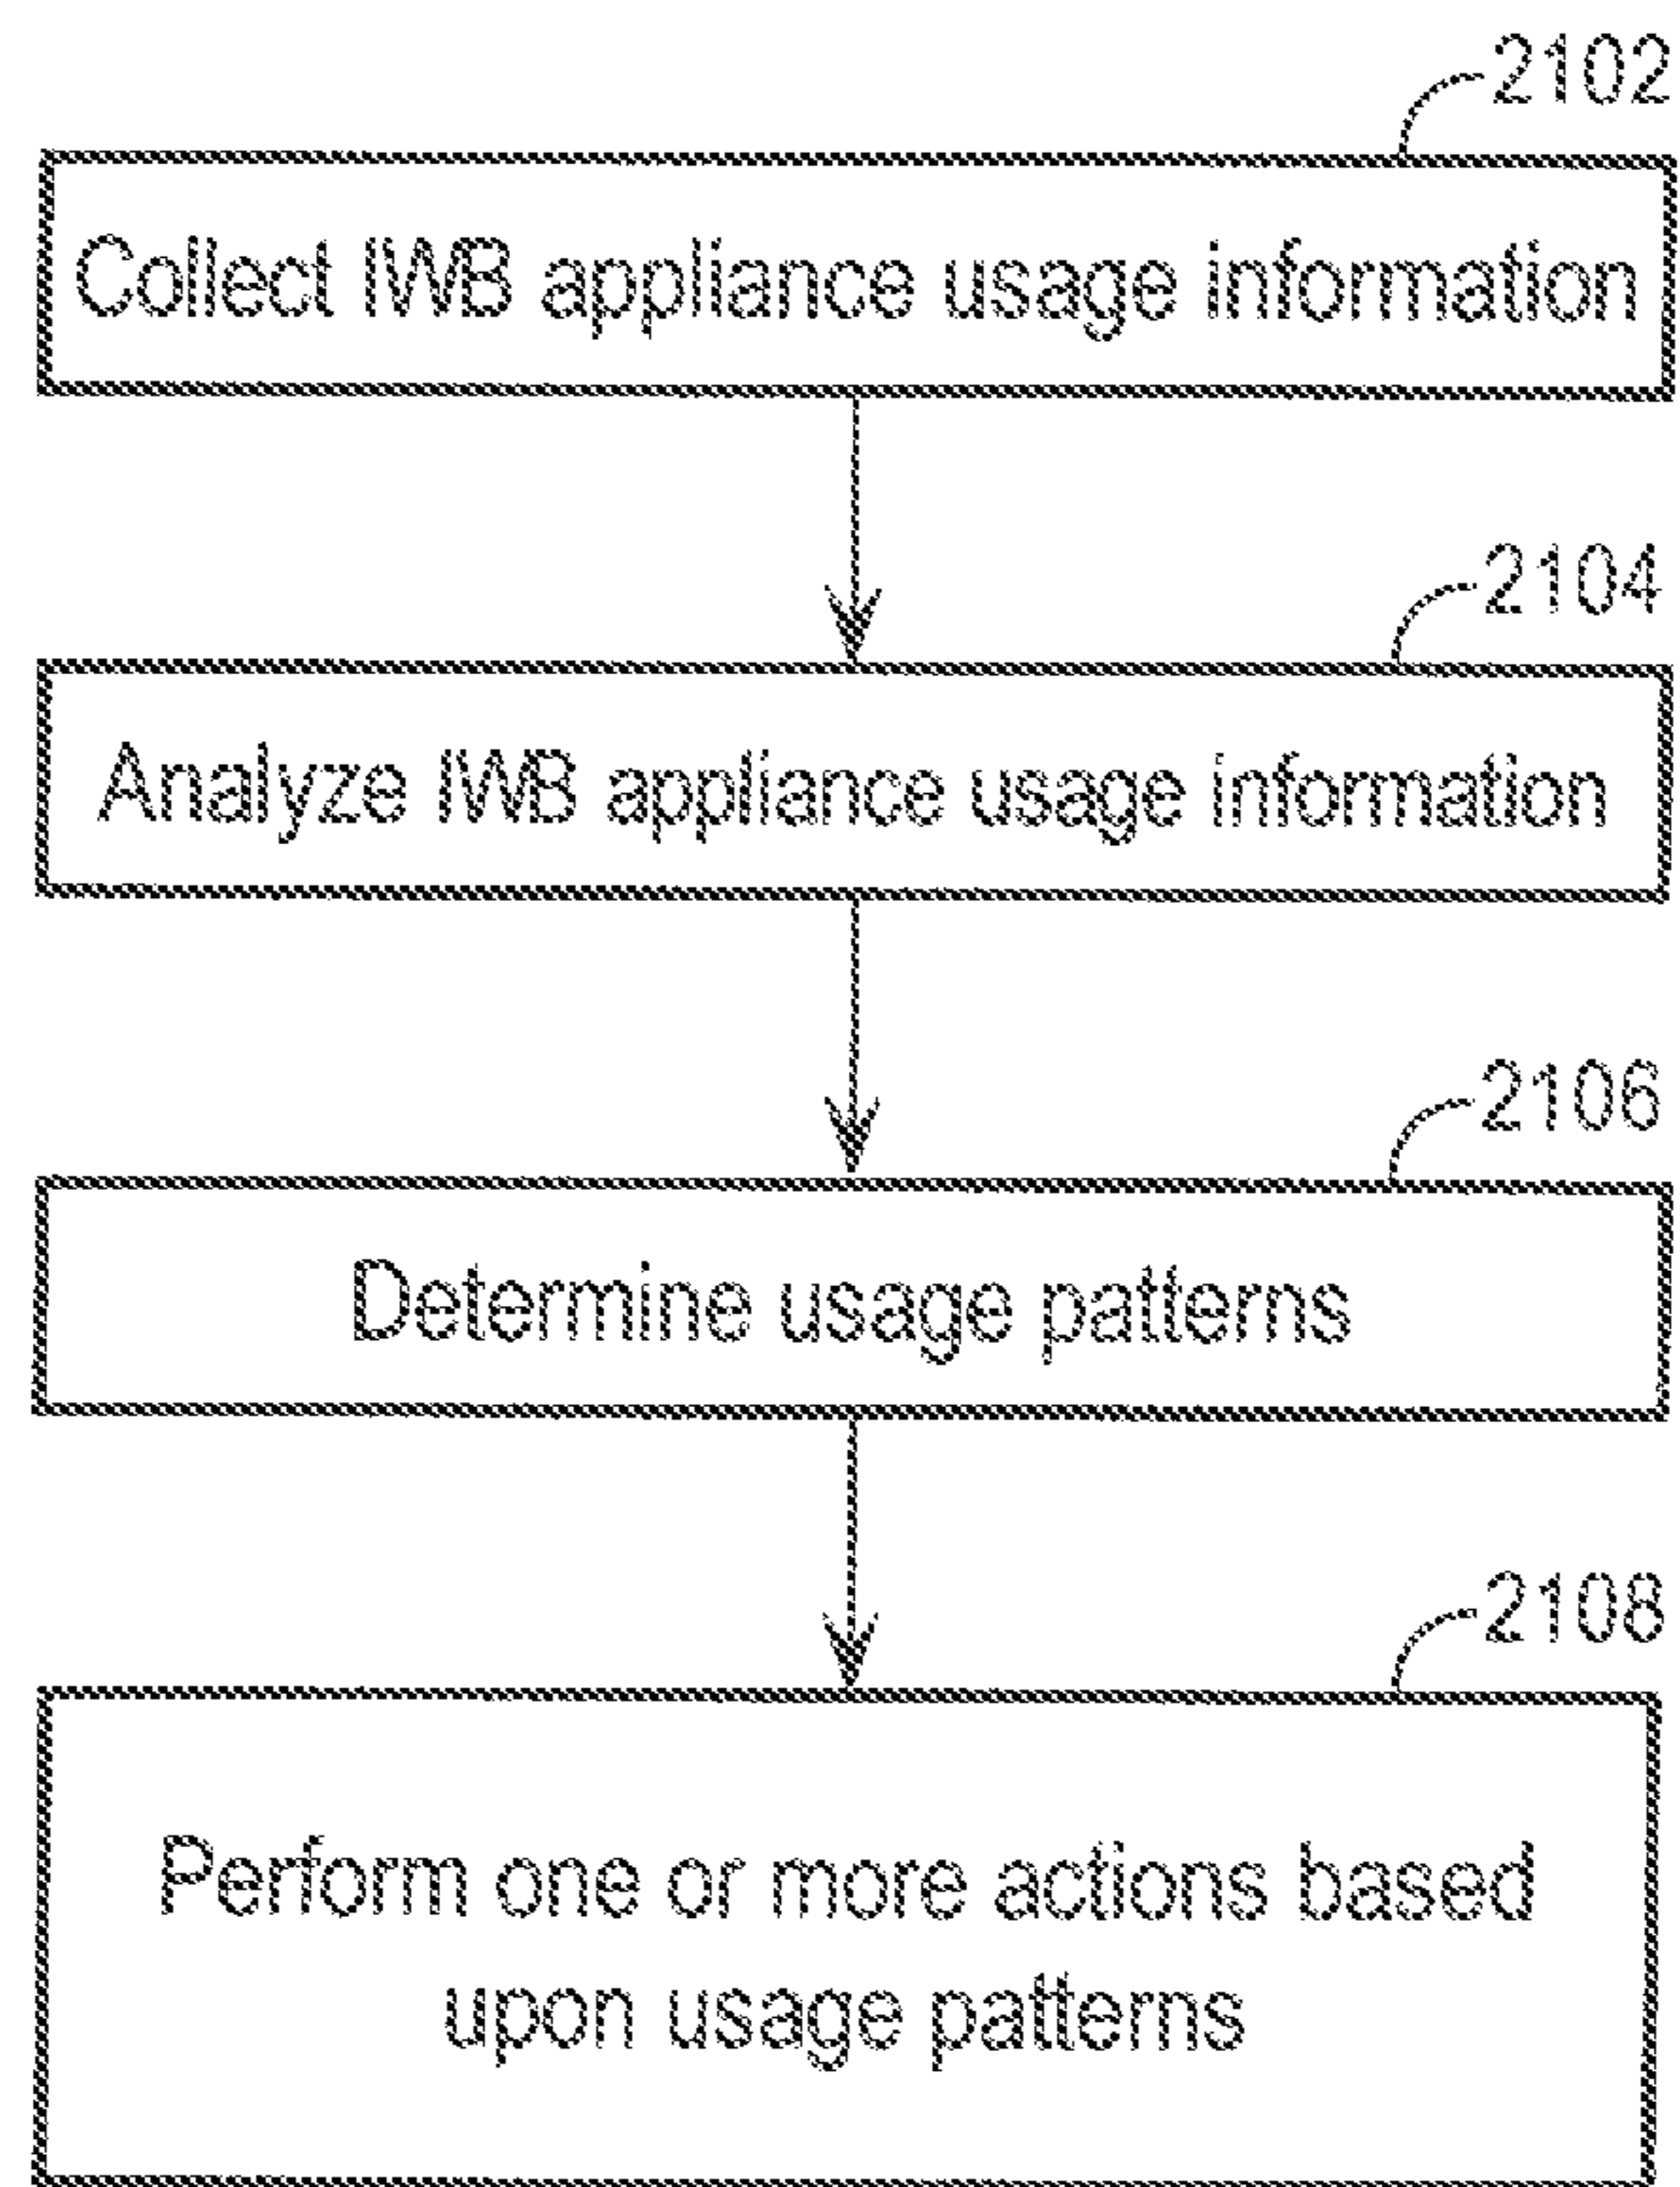 2102
Collect IWB appliance usage information
2104
Analyze IWB appliance usage information
2106
Determine usage patterns
2108
Perform one or more actions based
upon usage patterns